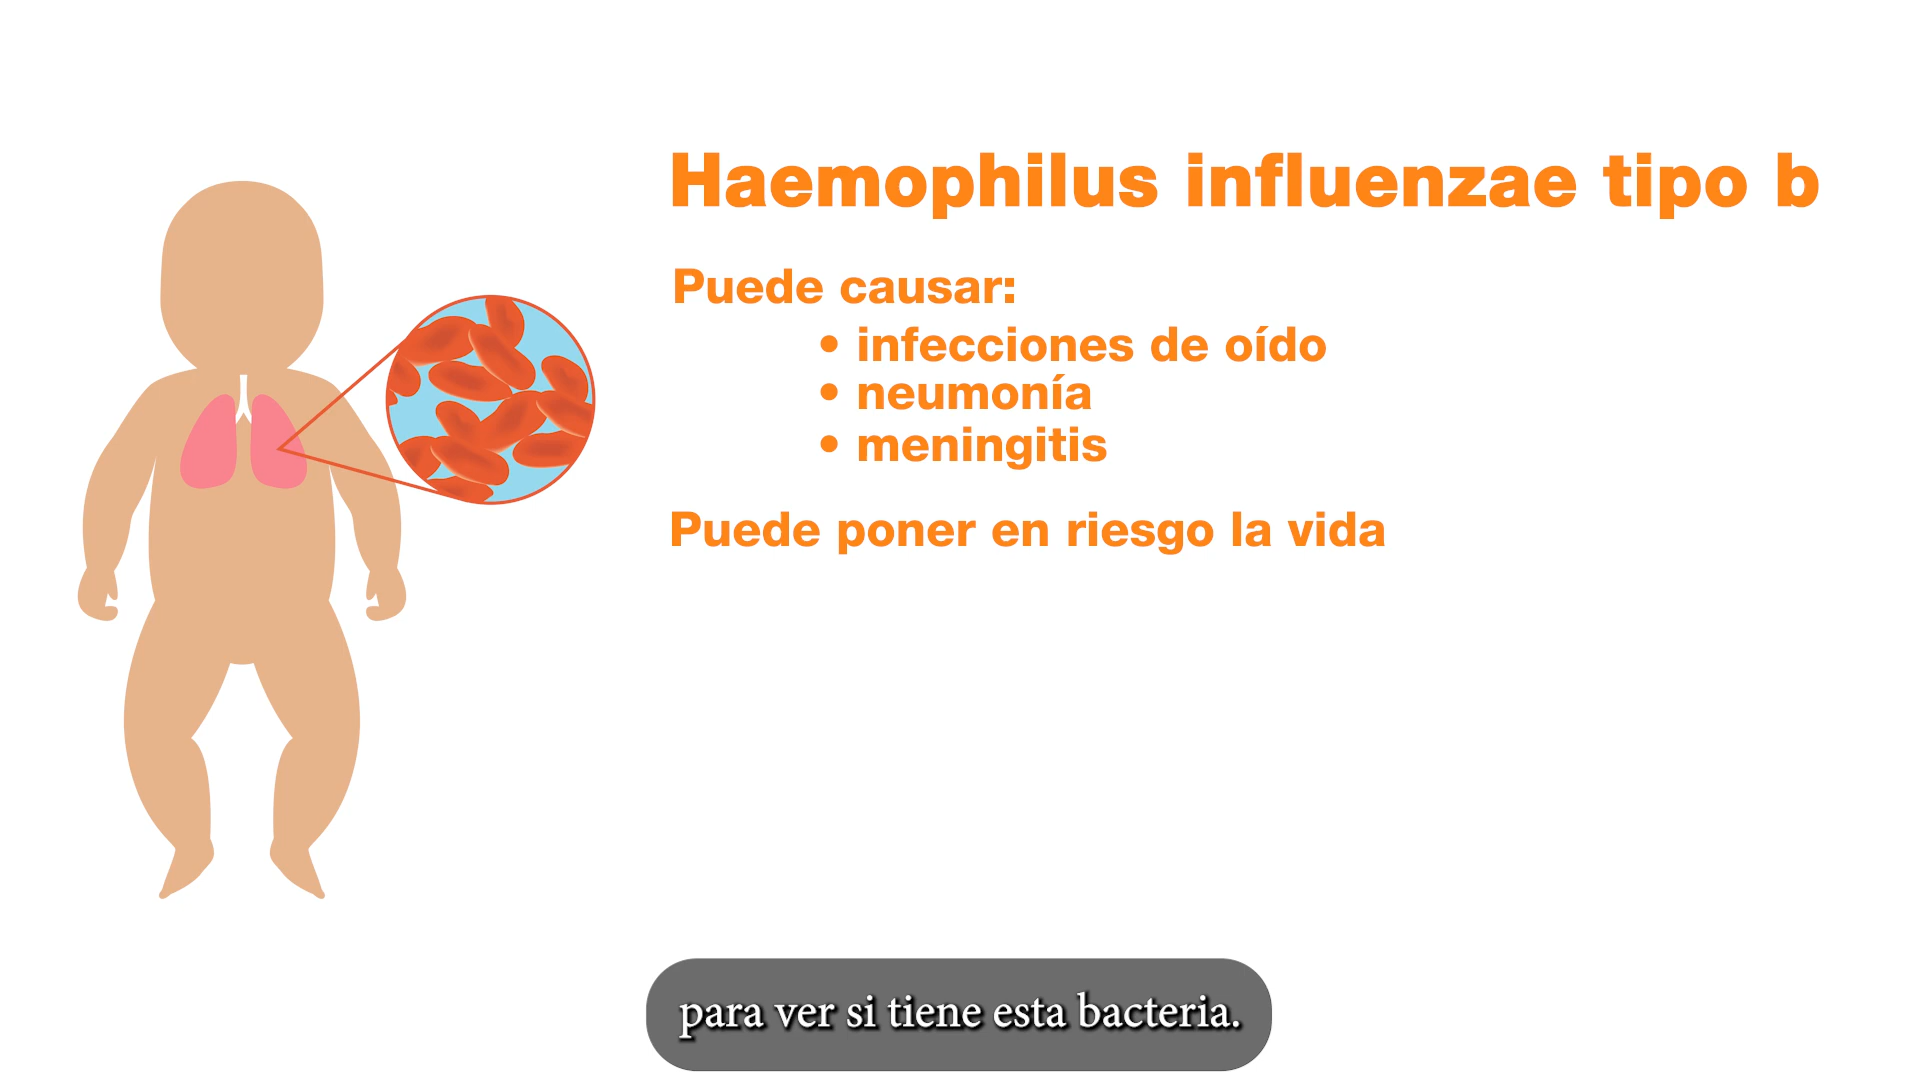 Haemophilus influenzae tipo b
Puede causar:
• infecciones de oído
• neumonía
• meningitis
Puede poner en riesgo la vida
para ver si tiene esta bacteria.